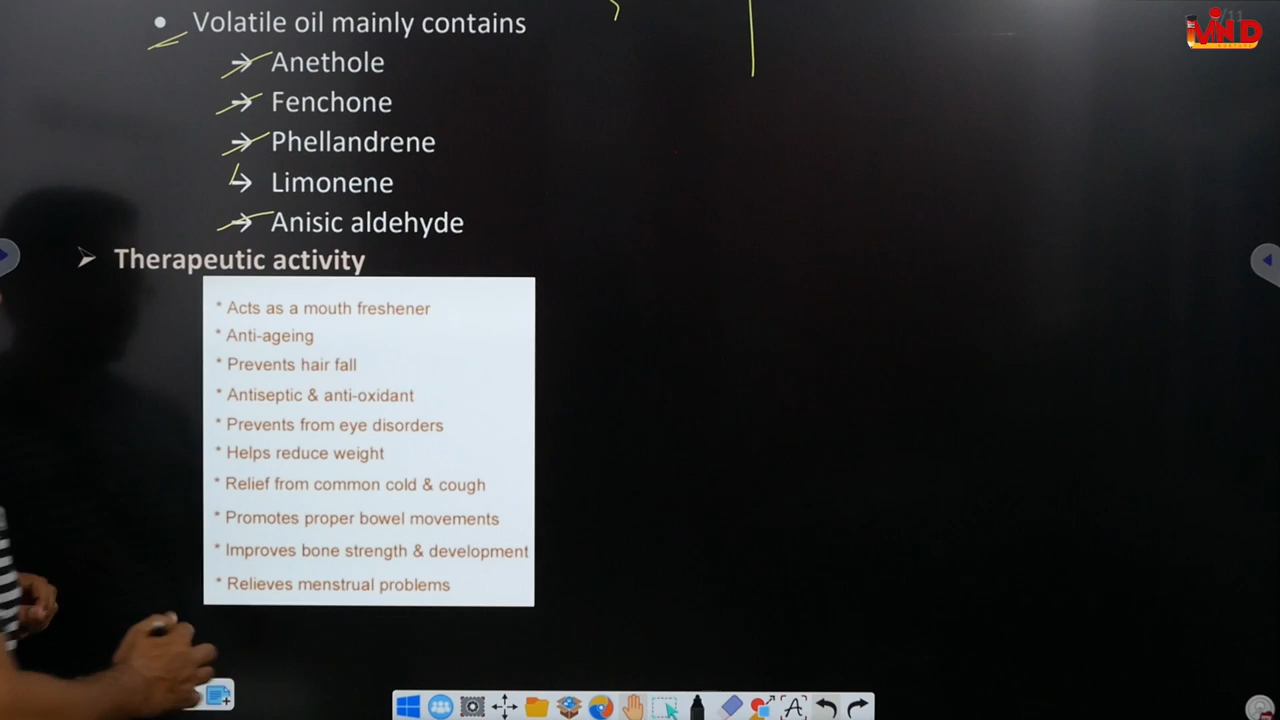 Volatile oil mainly contains
Anethole
Fenchone
Phellandrene
Limonene
Anisic aldehyde
Therapeutic activity
* Acts as a mouth freshener
* Anti-ageing
* Prevents hair fall
* Antiseptic & anti-oxidant
* Prevents from eye disorders
* Helps reduce weight
* Relief from common cold & cough
* Promotes proper bowel movements
* Improves bone strength & development
* Relieves menstrual problems